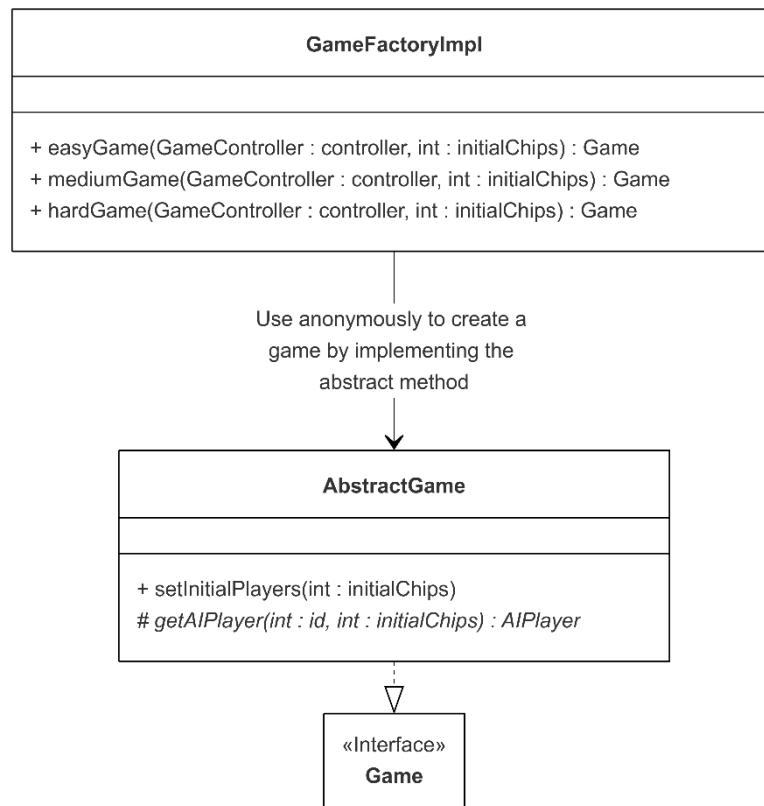 GameFactoryImpl
+ easyGame(GameController : controller, int : initialChips) : Game
+ mediumGame(GameController : controller, int : initialChips) : Game
+ hardGame(GameController : controller, int : initialChips) : Game
Use anonymously to create a
game by implementing the
abstract method
AbstractGame
+ setInitialPlayers(int : initialChips)
# getAIPlayer(int : id, int : initialChips) : AIPlayer
«Interface»
Game